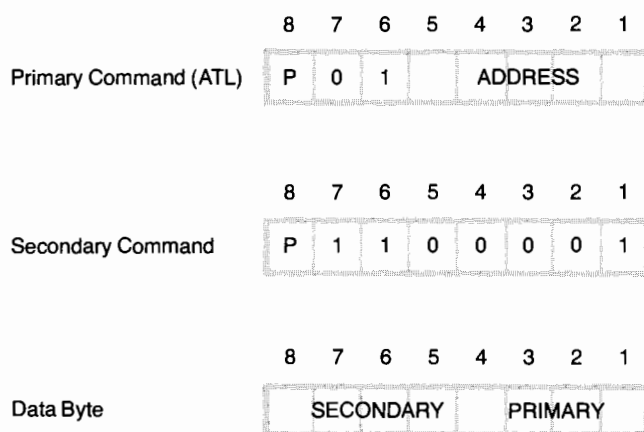 8 7 6 5 4 3 2 1
Primary Command (ATL) P 0 1 ADDRESS
8 7 6 5 4 3 2 1
Secondary Command P 1 1 0 0 0 0 1
8 7 6 5 4 3 2 1
Data Byte SECONDARY PRIMARY